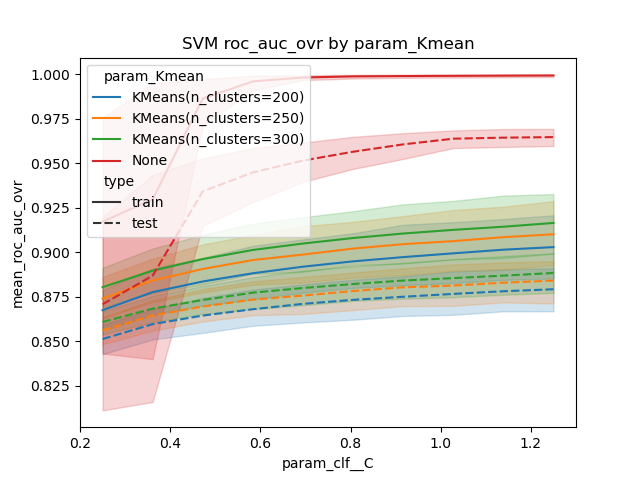 SVM roc_auc_ovr by param_Kmean
mean_roc_auc_ovr
1.000
0.975
0.950
0.925
0.900
0.875
0.850
0.825
param_Kmean
KMeans(n_clusters=200)
KMeans(n_clusters=250)
KMeans(n_clusters=300)
None
type
train
test
0.2
0.4
0.6
0.8
1.0
1.2
param_clf__C